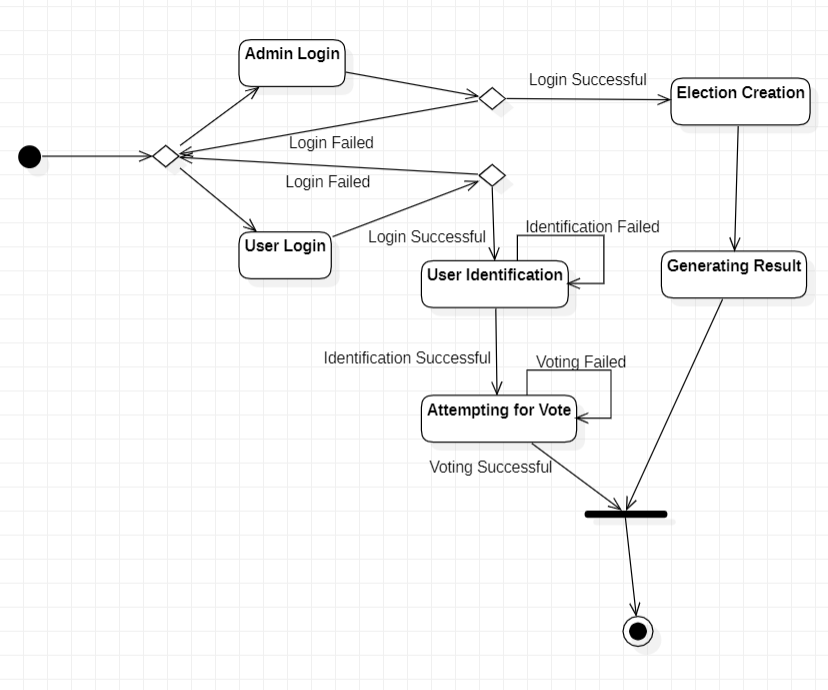 Admin Login
Login Successful
Election Creation
Login Failed
Login Failed
User Login
Login Successful
Identification Failed
User Identification
Generating Result
Identification Successful
Voting Failed
Attempting for Vote
Voting Successful